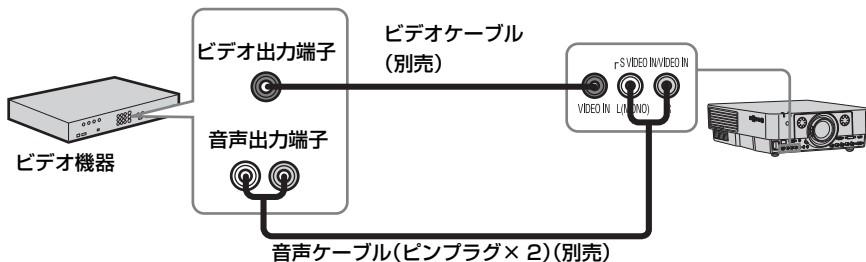 ビデオケーブル
(別売)
ビデオ出力端子
S VIDEO IN/VIDEO IN
VIDEO IN L(MONO)
ビデオ機器
音声出力端子
音声ケーブル(ピンプラグ× 2)(別売)